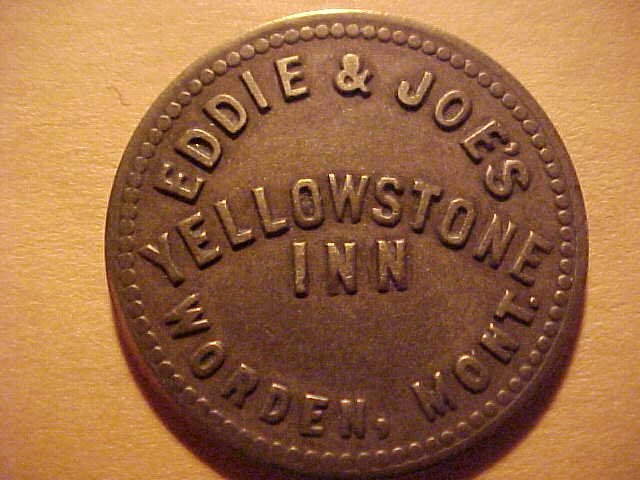 EDDIE & JOE'S
YELLOWSTONE
INN
WORDEN, MONT.